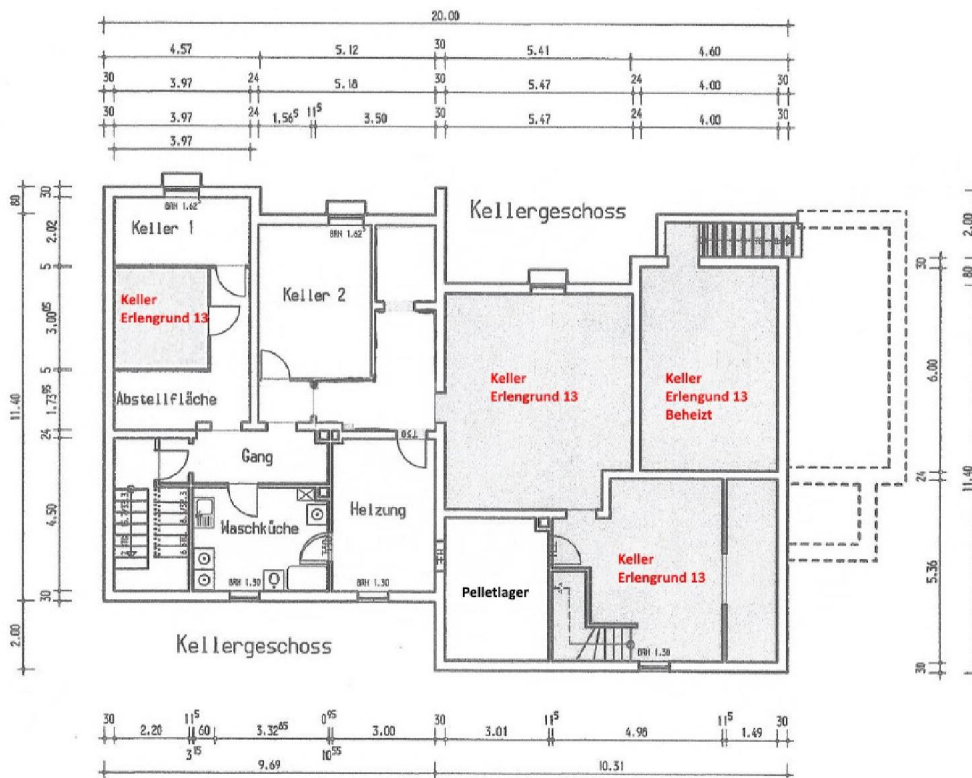 20.00
4.57 5.12 30 5.41 4.60
30 3.97 24 5.18 30 5.47 24 4.00 30
30 3.97 24 1,56⁵ 11⁵ 3.50 30 5.47 24 4.00 30
3.97
80
11.40
2.00
30
2.02
5
3.00⁸⁵
5
1.73⁹⁵
24
4.50
30
BRH 1.62⁵
Keller 1
Keller
Erlengrund 13
Abstellfläche
BRH 1.62⁵
Keller 2
Kellergeschoss
Keller
Erlengrund 13
Keller
Erlengund 13
Beheizt
2.00
80
11.40
30
6.00
24
5.36
30
Gang
Waschküche
BRH 1.30
Heizung
BRH 1.30
Pelletlager
Keller
Erlengrund 13
BRH 1.30
Kellergeschoss
30 2.20 11⁵ 60 3.32⁸⁵ 0⁹⁵ 3.00 30 3.01 11⁵ 4.98 11⁵ 1.49 30
3¹⁵ 10⁵⁵
9.69 10.31